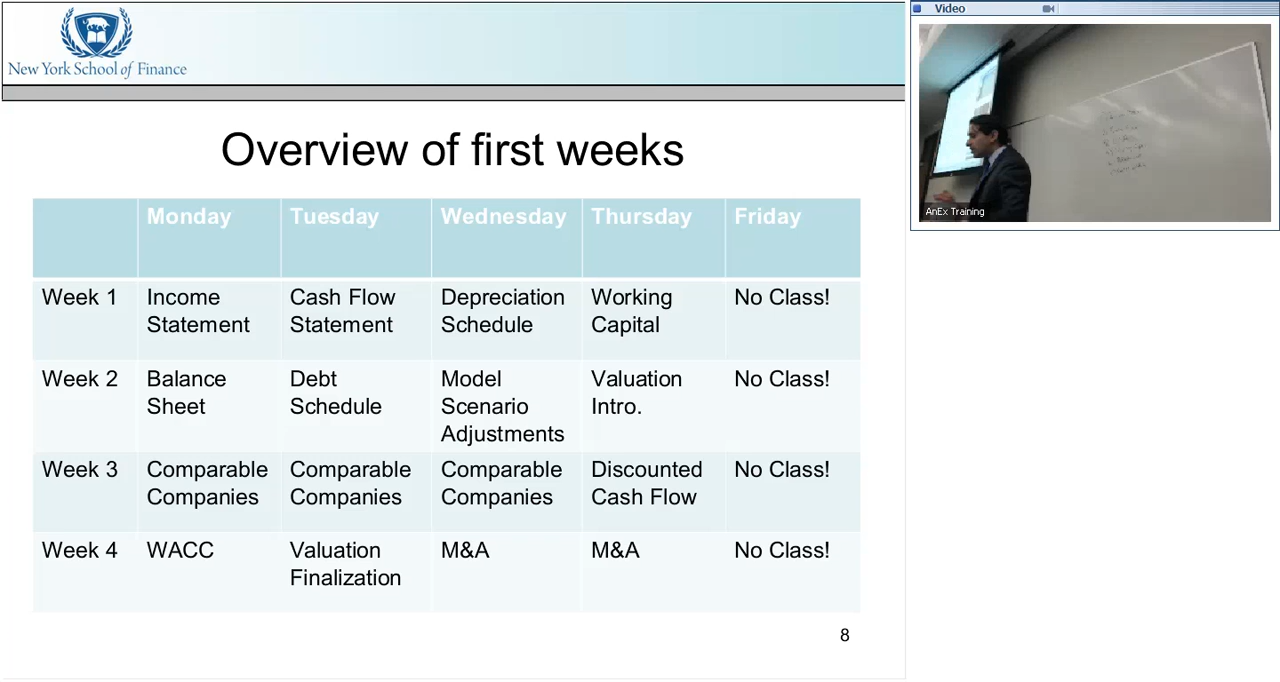 New York School of Finance
Video
AnEx Training
Overview of first weeks
Monday Tuesday Wednesday Thursday Friday
Week 1 Income Statement Cash Flow Statement Depreciation Schedule Working Capital No Class!
Week 2 Balance Sheet Debt Schedule Model Scenario Adjustments Valuation Intro. No Class!
Week 3 Comparable Companies Comparable Companies Comparable Companies Discounted Cash Flow No Class!
Week 4 WACC Valuation Finalization M&A M&A No Class!
8